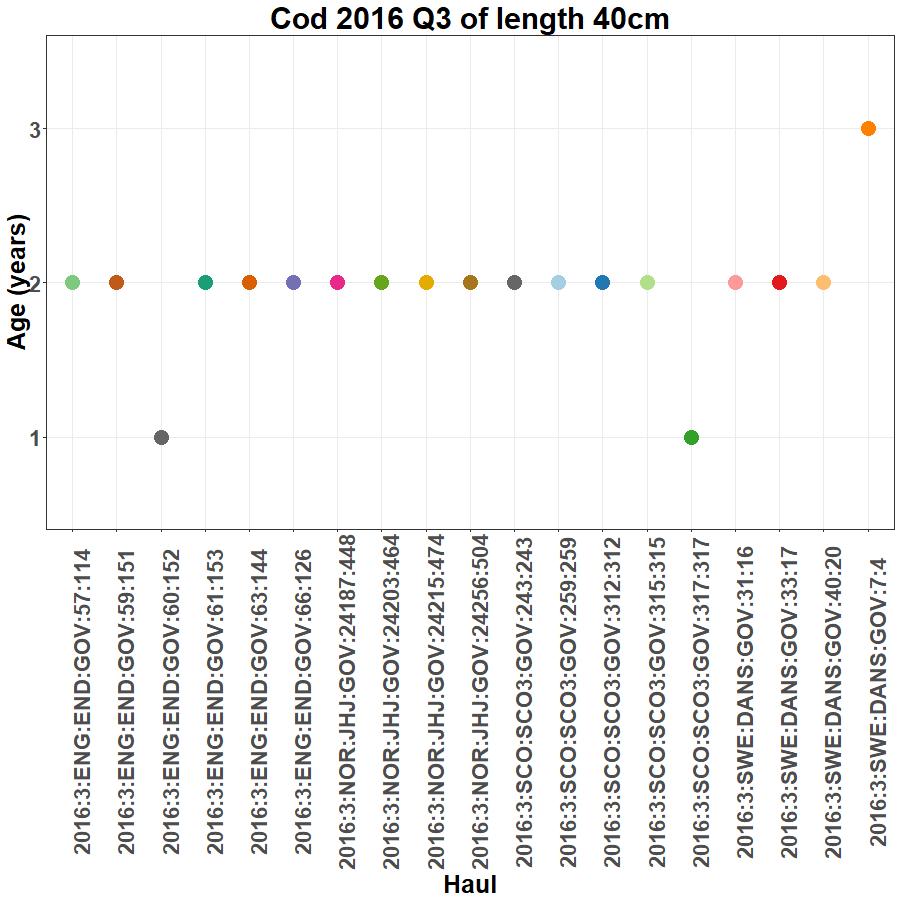 Cod 2016 Q3 of length 40cm
Age (years)
3
2
1
2016:3:ENG:END:GOV:57:114
2016:3:ENG:END:GOV:59:151
2016:3:ENG:END:GOV:60:152
2016:3:ENG:END:GOV:61:153
2016:3:ENG:END:GOV:63:144
2016:3:ENG:END:GOV:66:126
2016:3:NOR:JHJ:GOV:24187:448
2016:3:NOR:JHJ:GOV:24203:464
2016:3:NOR:JHJ:GOV:24215:474
2016:3:NOR:JHJ:GOV:24256:504
2016:3:SCO:SCO3:GOV:243:243
2016:3:SCO:SCO3:GOV:259:259
2016:3:SCO:SCO3:GOV:312:312
2016:3:SCO:SCO3:GOV:315:315
2016:3:SCO:SCO3:GOV:317:317
2016:3:SWE:DANS:GOV:31:16
2016:3:SWE:DANS:GOV:33:17
2016:3:SWE:DANS:GOV:40:20
2016:3:SWE:DANS:GOV:7:4
Haul